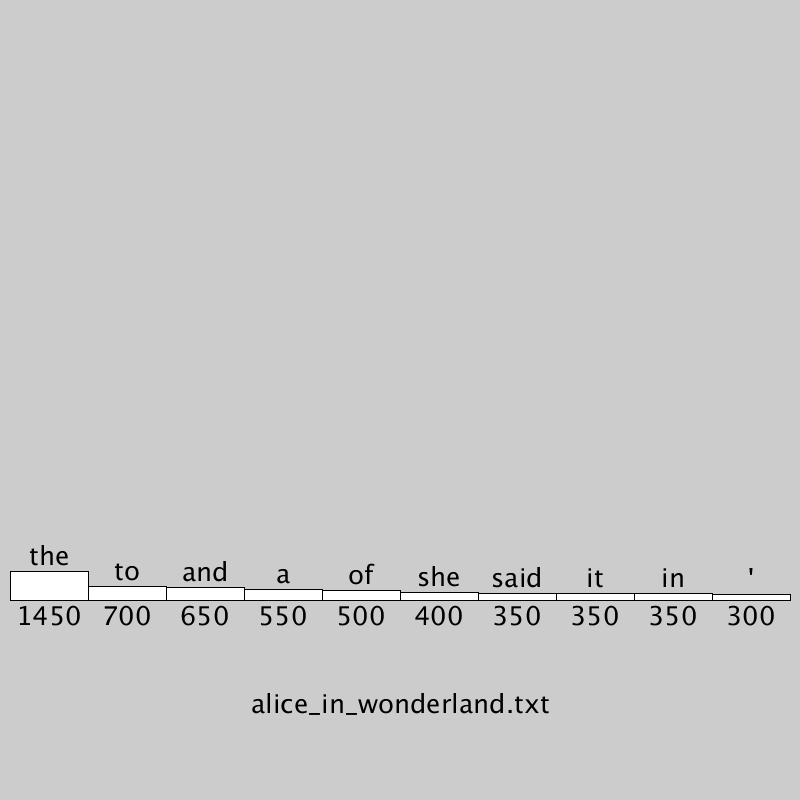 the to and a of she said it in '
1450 700 650 550 500 400 350 350 350 300
alice_in_wonderland.txt